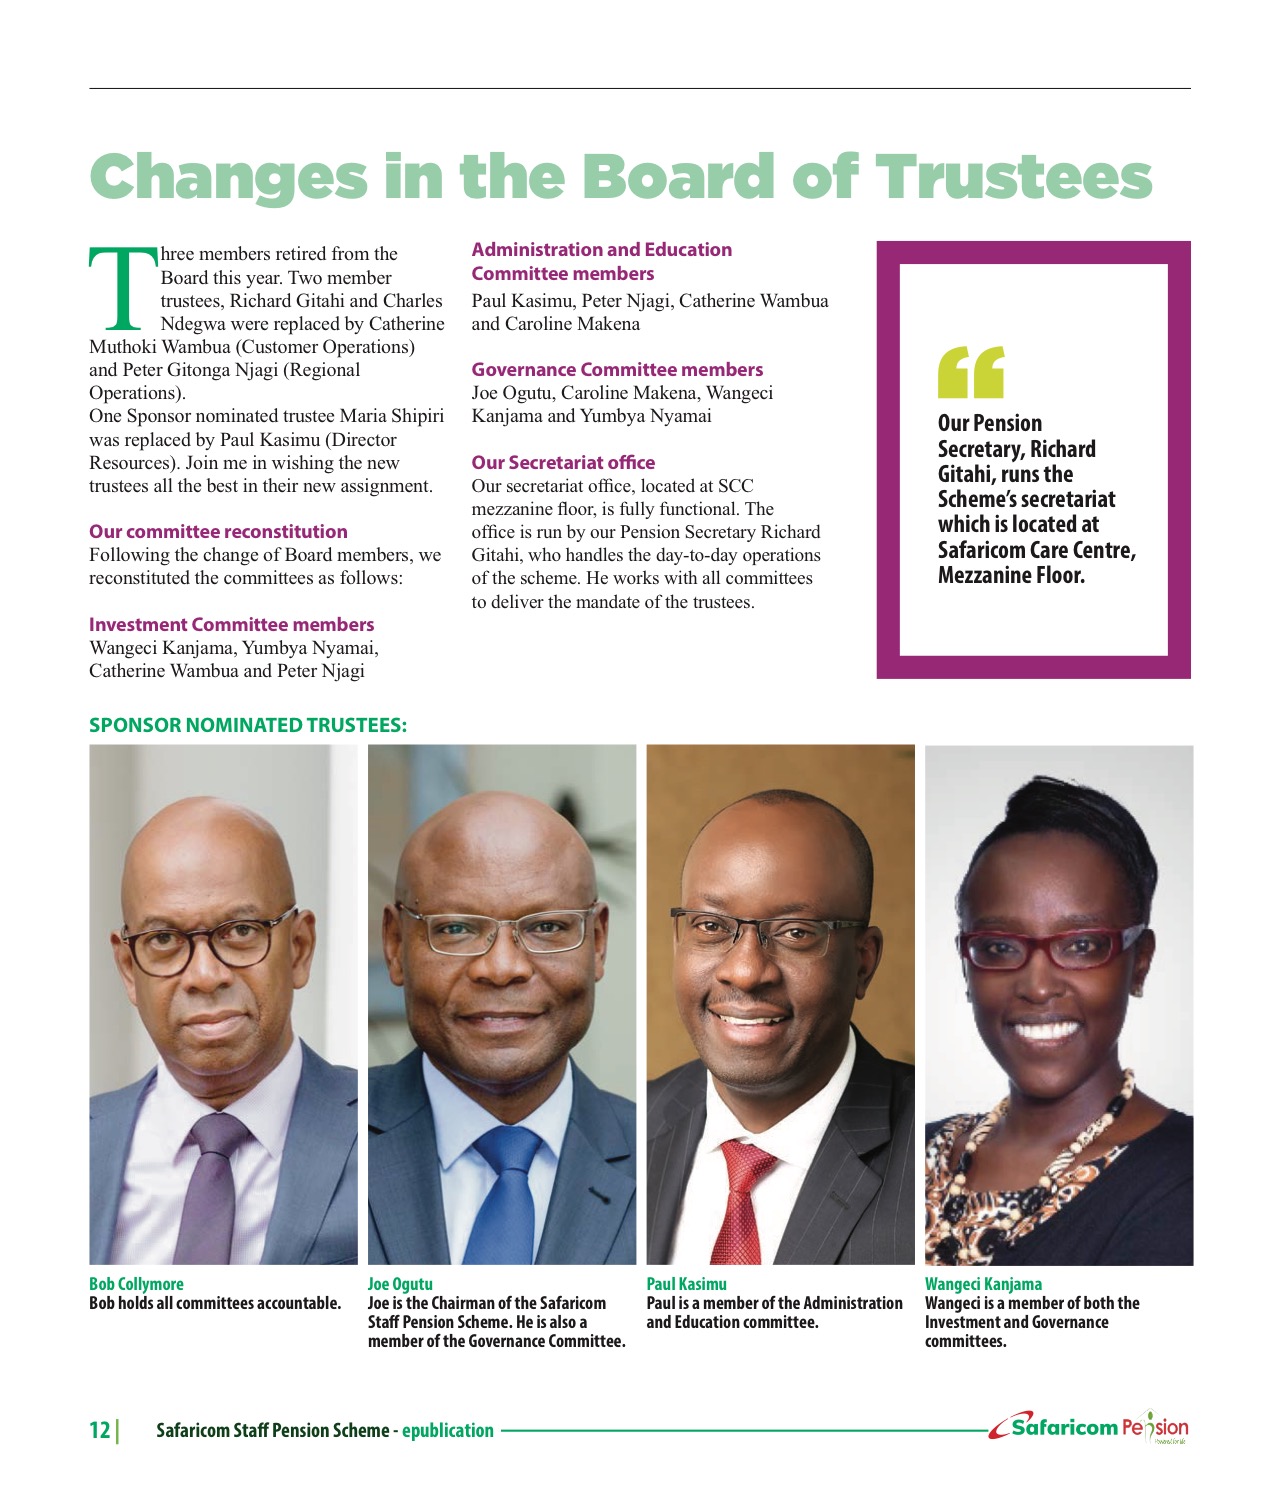 Changes in the Board of Trustees
Three members retired from the
Board this year. Two member
trustees, Richard Gitahi and Charles
Ndegwa were replaced by Catherine
Muthoki Wambua (Customer Operations)
and Peter Gitonga Njagi (Regional
Operations).
One Sponsor nominated trustee Maria Shipiri
was replaced by Paul Kasimu (Director
Resources). Join me in wishing the new
trustees all the best in their new assignment.
Our committee reconstitution
Following the change of Board members, we
reconstituted the committees as follows:
Investment Committee members
Wangeci Kanjama, Yumbya Nyamai,
Catherine Wambua and Peter Njagi
Administration and Education
Committee members
Paul Kasimu, Peter Njagi, Catherine Wambua
and Caroline Makena
Governance Committee members
Joe Ogutu, Caroline Makena, Wangeci
Kanjama and Yumbya Nyamai
Our Secretariat office
Our secretariat office, located at SCC
mezzanine floor, is fully functional. The
office is run by our Pension Secretary Richard
Gitahi, who handles the day-to-day operations
of the scheme. He works with all committees
to deliver the mandate of the trustees.
“
Our Pension
Secretary, Richard
Gitahi, runs the
Scheme’s secretariat
which is located at
Safaricom Care Centre,
Mezzanine Floor.
SPONSOR NOMINATED TRUSTEES:
Bob Collymore
Bob holds all committees accountable.
Joe Ogutu
Joe is the Chairman of the Safaricom
Staff Pension Scheme. He is also a
member of the Governance Committee.
Paul Kasimu
Paul is a member of the Administration
and Education committee.
Wangeci Kanjama
Wangeci is a member of both the
Investment and Governance
committees.
12 | Safaricom Staff Pension Scheme - epublication
Safaricom Pension